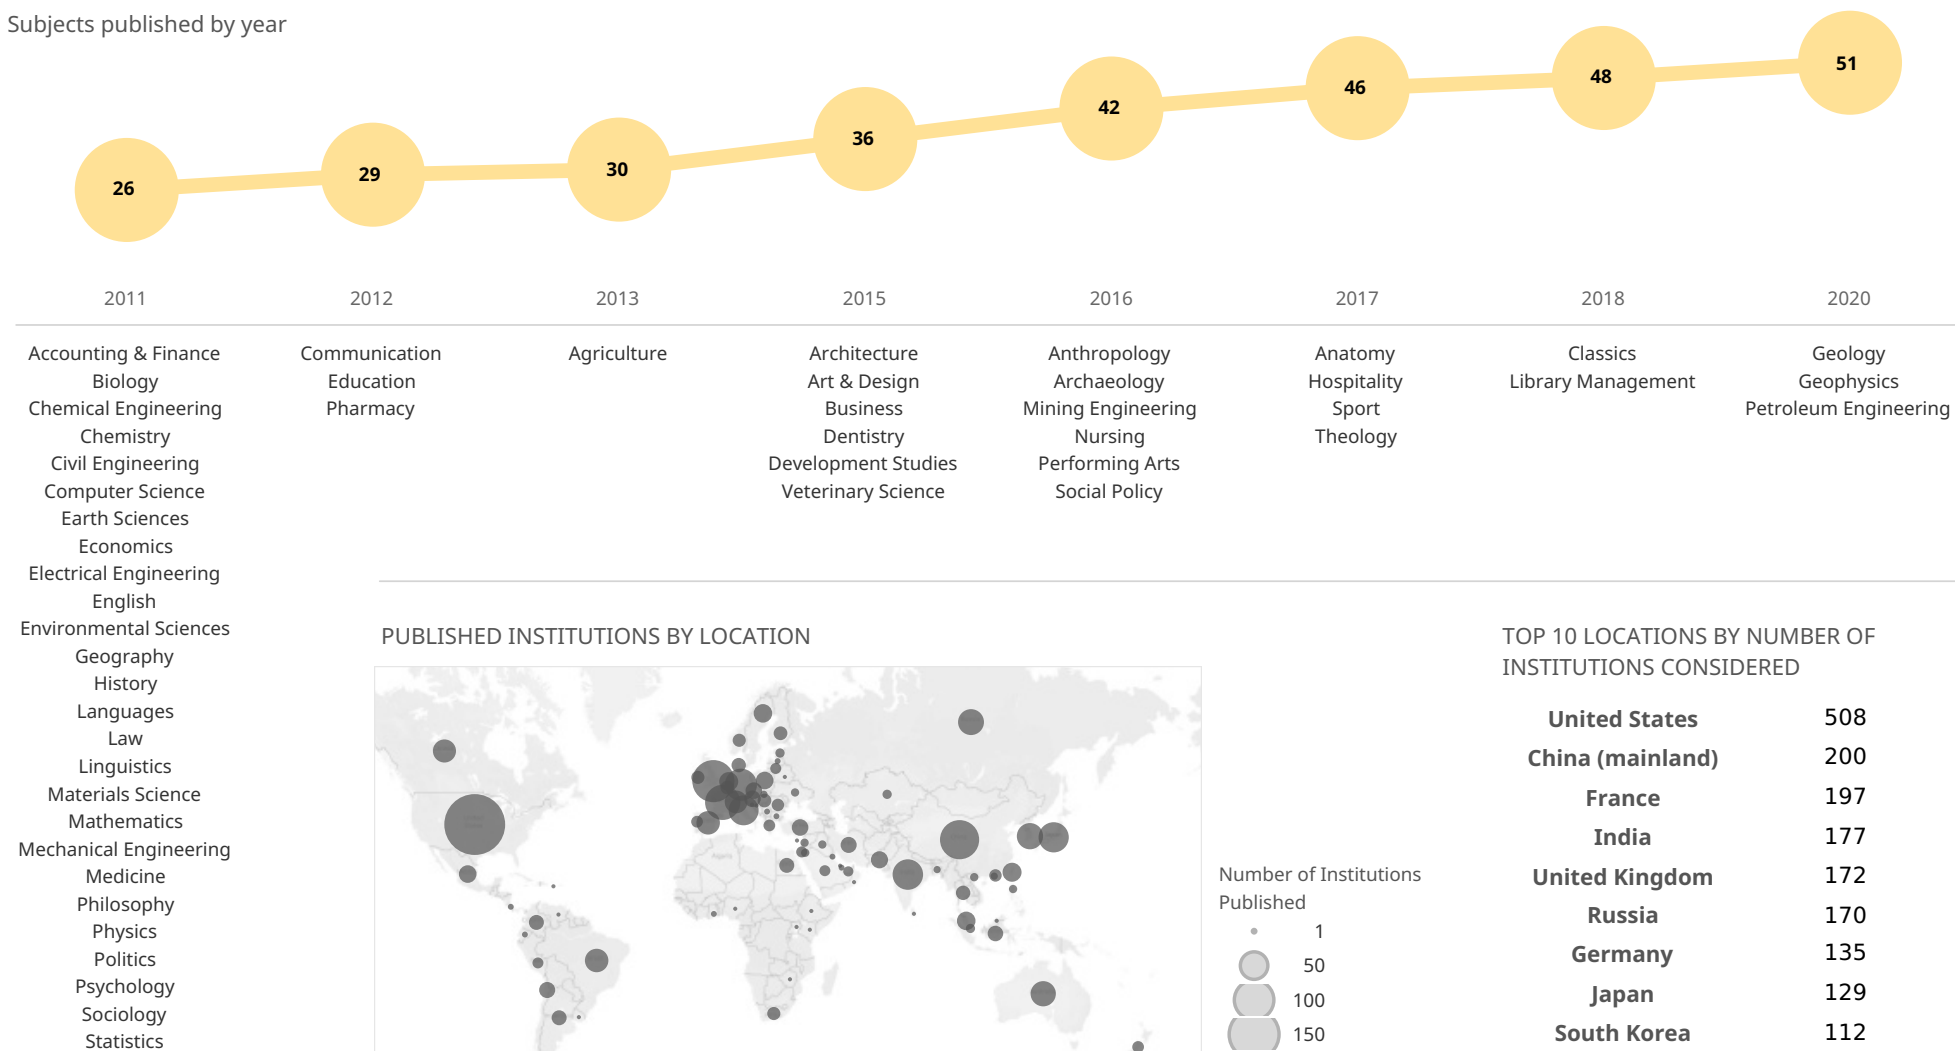 Subjects published by year
26
29
30
36
42
46
48
51
2011
2012
2013
2015
2016
2017
2018
2020
Accounting & Finance
Biology
Chemical Engineering
Chemistry
Civil Engineering
Computer Science
Earth Sciences
Economics
Electrical Engineering
English
Environmental Sciences
Geography
History
Languages
Law
Linguistics
Materials Science
Mathematics
Mechanical Engineering
Medicine
Philosophy
Physics
Politics
Psychology
Sociology
Statistics
Communication
Education
Pharmacy
Agriculture
Architecture
Art & Design
Business
Dentistry
Development Studies
Veterinary Science
Anthropology
Archaeology
Mining Engineering
Nursing
Performing Arts
Social Policy
Anatomy
Hospitality
Sport
Theology
Classics
Library Management
Geology
Geophysics
Petroleum Engineering
PUBLISHED INSTITUTIONS BY LOCATION
Number of Institutions
Published
1
50
100
150
TOP 10 LOCATIONS BY NUMBER OF
INSTITUTIONS CONSIDERED
United States 508
China (mainland) 200
France 197
India 177
United Kingdom 172
Russia 170
Germany 135
Japan 129
South Korea 112